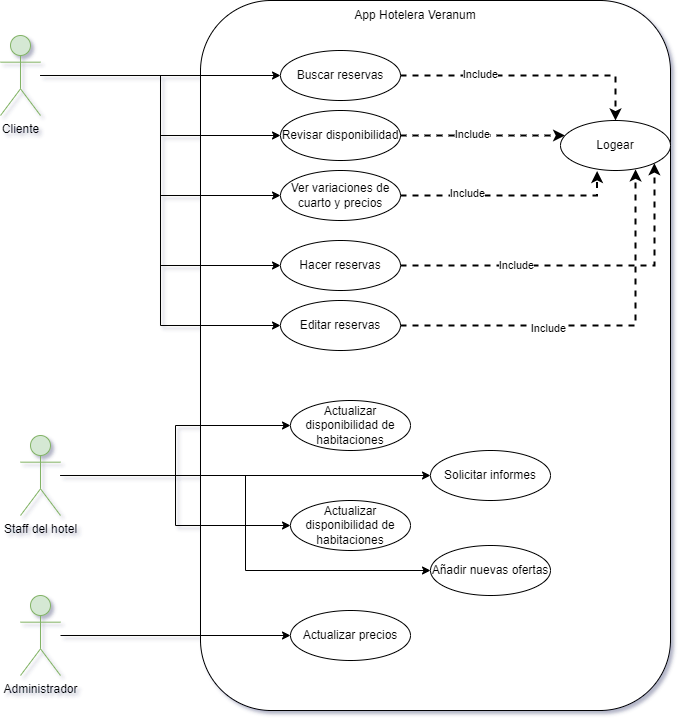 App Hotelera Veranum
Buscar reservas
Include
Cliente
Revisar disponibilidad
Include
Logear
Ver variaciones de
cuarto y precios
Include
Hacer reservas
Include
Editar reservas
Include
Actualizar
disponibilidad de
habitaciones
Solicitar informes
Staff del hotel
Actualizar
disponibilidad de
habitaciones
Añadir nuevas ofertas
Actualizar precios
Administrador